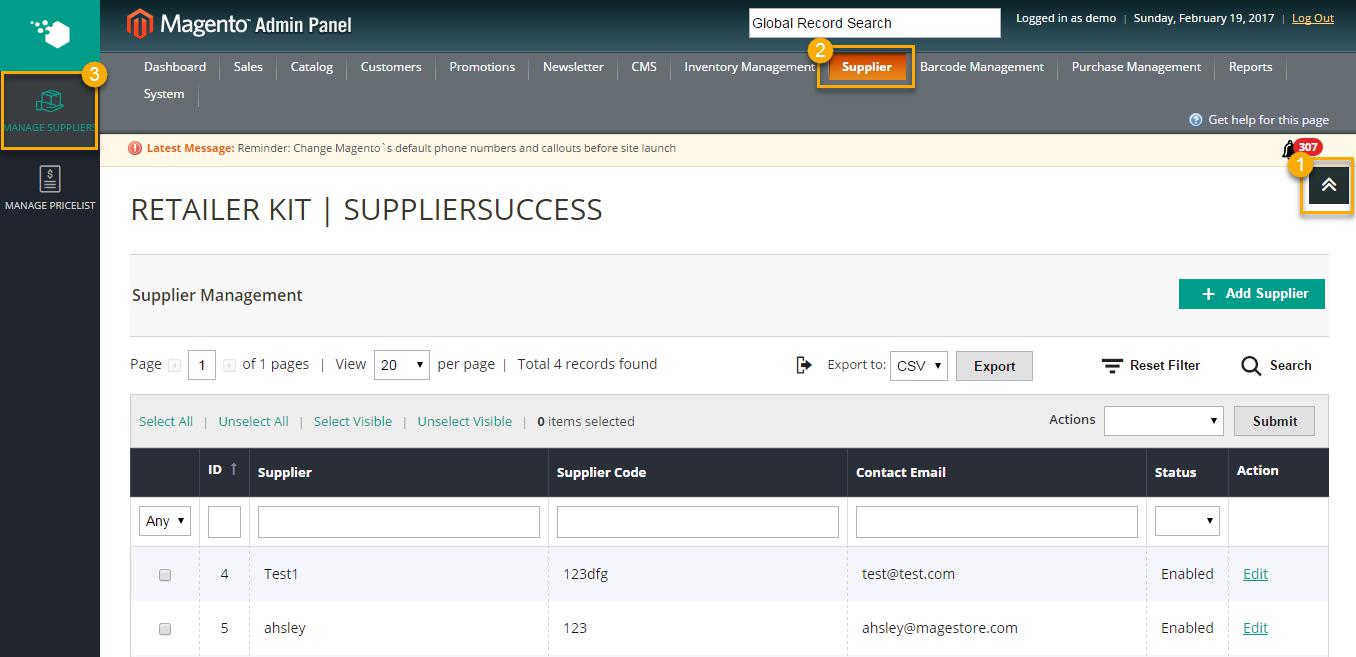 Magento Admin Panel
Global Record Search
Logged in as demo | Sunday, February 19, 2017 | Log Out
2
Dashboard Sales Catalog Customers Promotions Newsletter CMS Inventory Management Supplier Barcode Management Purchase Management Reports
System
3
MANAGE SUPPLIERS
Get help for this page
Latest Message: Reminder: Change Magento`s default phone numbers and callouts before site launch
307
1
MANAGE PRICELIST
RETAILER KIT | SUPPLIERSUCCESS
Supplier Management
+ Add Supplier
Page 1 of 1 pages | View 20 per page | Total 4 records found
Export to: CSV Export
Reset Filter
Search
Select All | Unselect All | Select Visible | Unselect Visible | 0 items selected
Actions Submit
ID ↑ Supplier Supplier Code Contact Email Status Action
Any
4 Test1 123dfg test@test.com Enabled Edit
5 ahsley 123 ahsley@magestore.com Enabled Edit